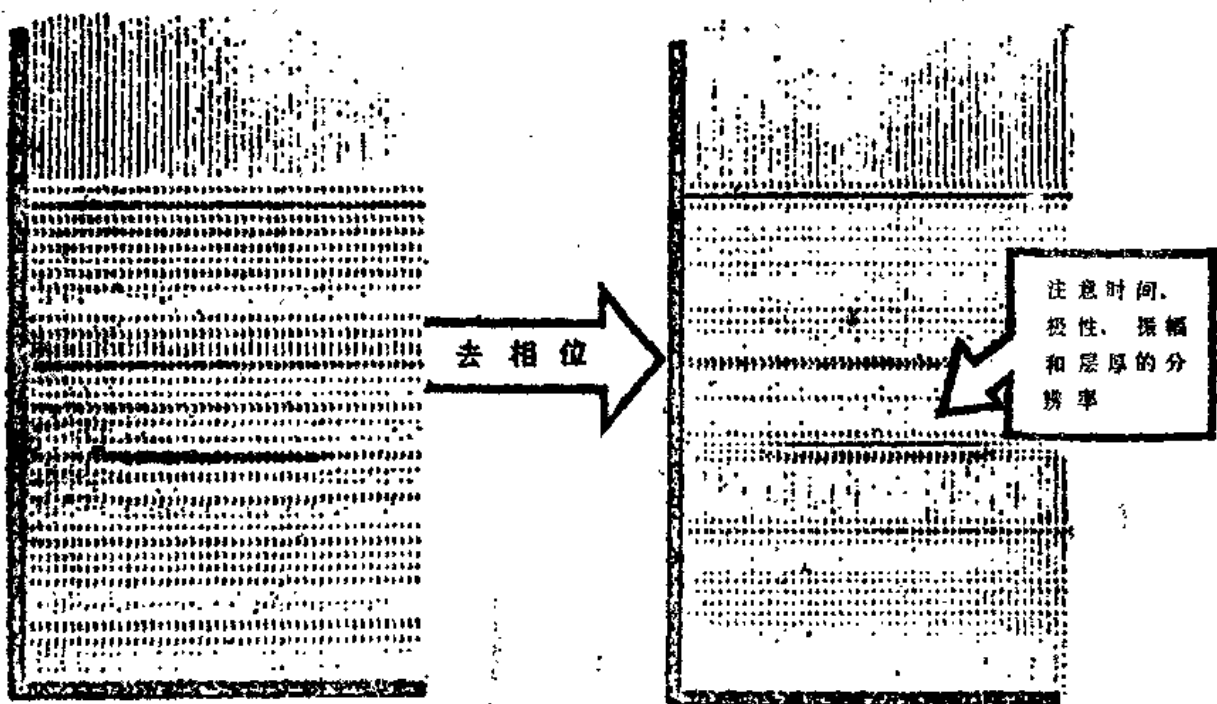 去相位
注意时间、
极性、振幅
和层厚的分
辨率